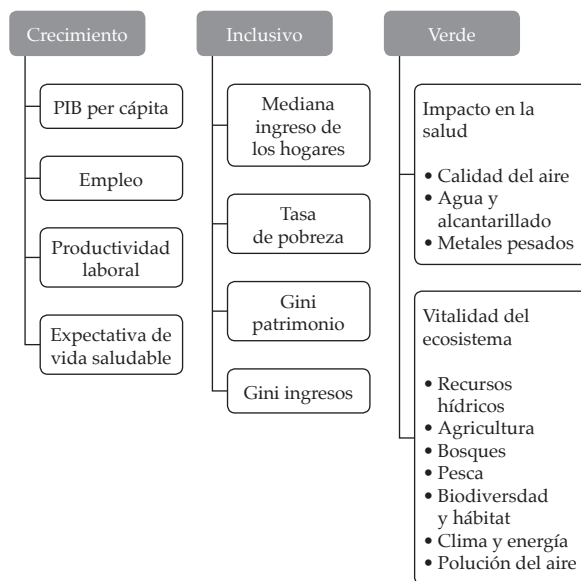 Crecimiento
PIB per cápita
Empleo
Productividad
laboral
Expectativa de
vida saludable
Inclusivo
Mediana
ingreso de
los hogares
Tasa
de pobreza
Gini
patrimonio
Gini ingresos
Verde
Impacto en la
salud
• Calidad del aire
• Agua y
alcantarillado
• Metales pesados
Vitalidad del
ecosistema
• Recursos
hídricos
• Agricultura
• Bosques
• Pesca
• Biodiversdad
y hábitat
• Clima y energía
• Polución del aire